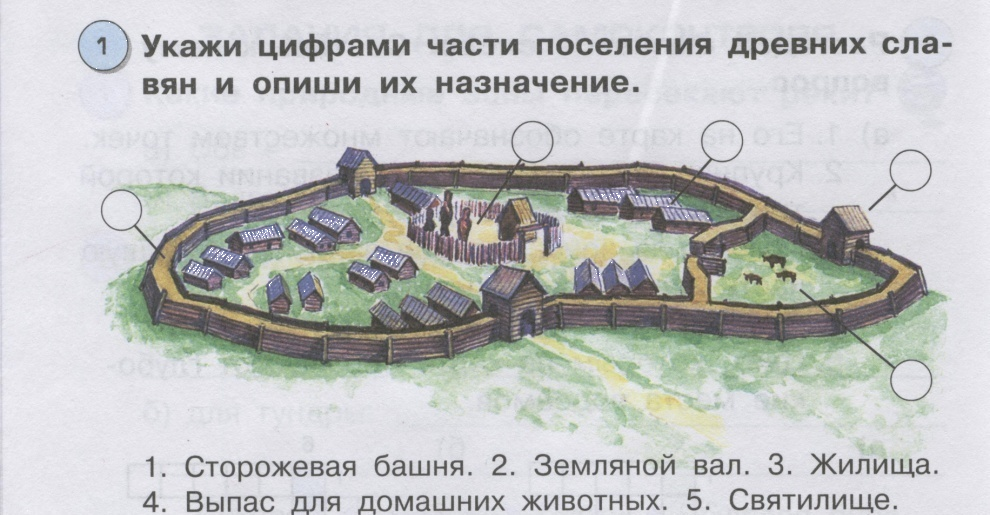 1 Укажи цифрами части поселения древних сла-
вян и опиши их назначение.
1. Сторожевая башня. 2. Земляной вал. 3. Жилища.
4. Выпас для домашних животных. 5. Святилище.